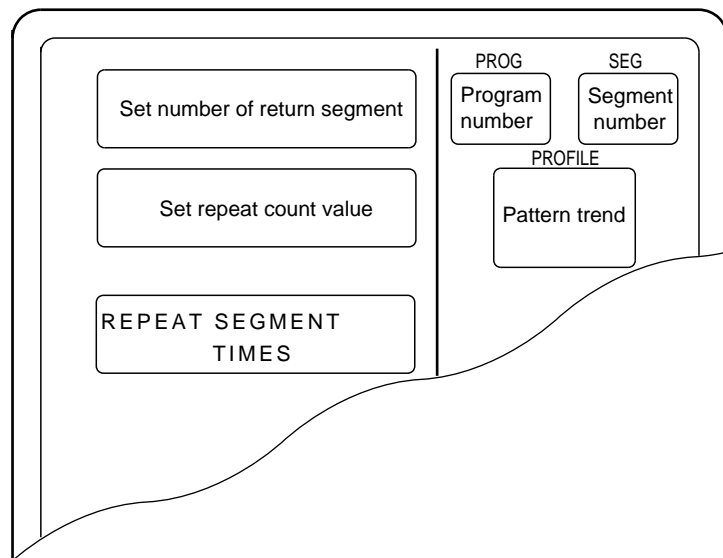 Set number of return segment
Set repeat count value
REPEAT SEGMENT
TIMES
PROG
SEG
Program
number
Segment
number
PROFILE
Pattern trend